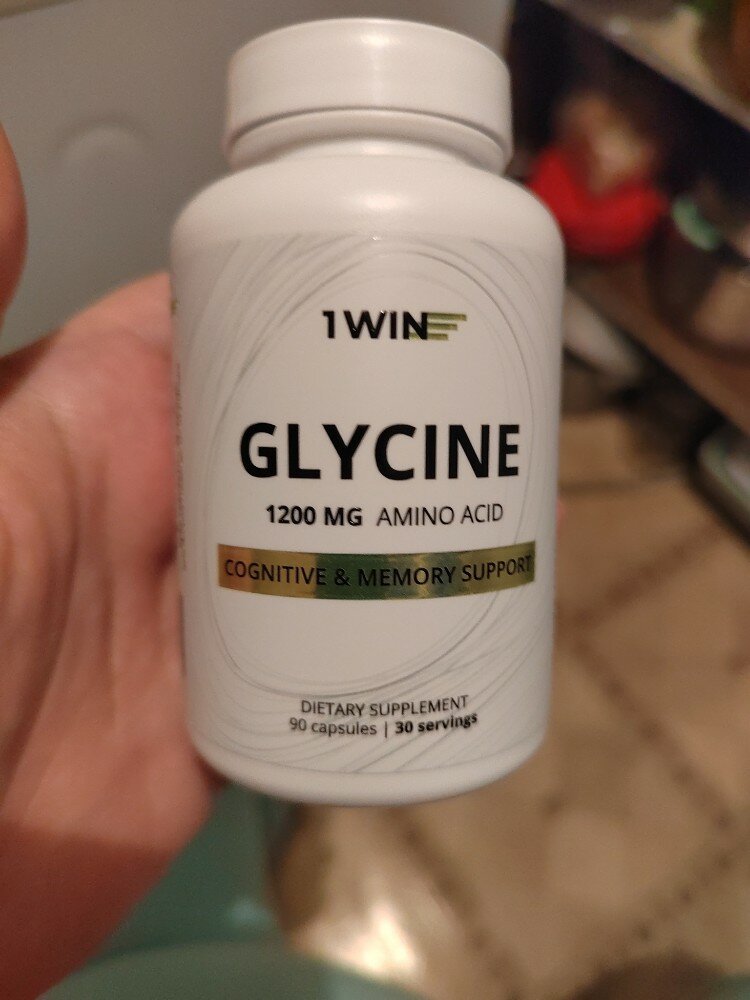 1WIN
GLYCINE
1200 MG AMINO ACID
COGNITIVE & MEMORY SUPPORT
DIETARY SUPPLEMENT
90 capsules | 30 servings